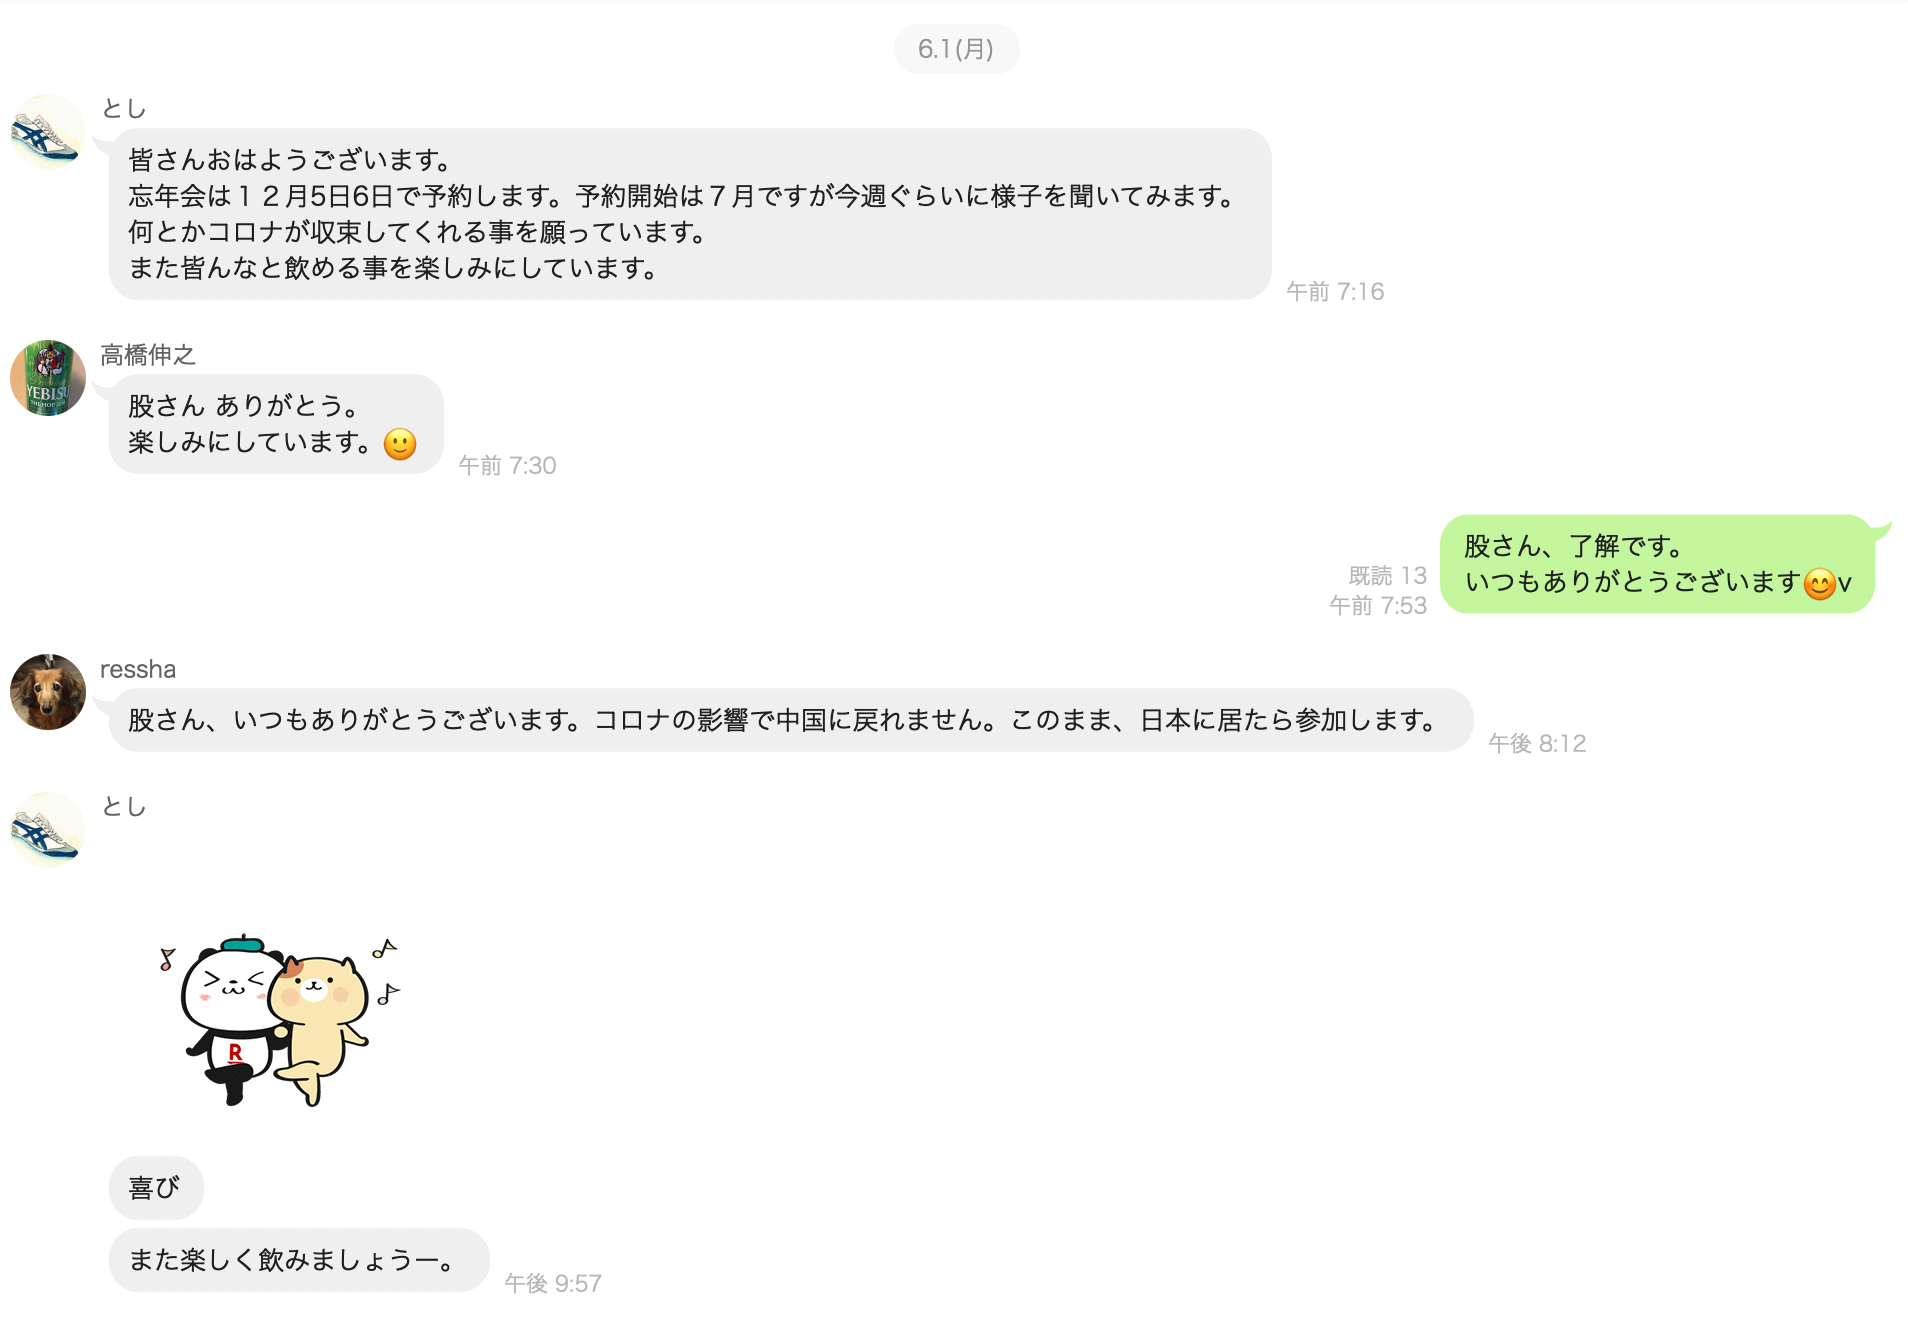 6.1(月)
とし
皆さんおはようございます。
忘年会は１２月5日6日で予約します。予約開始は７月ですが今週ぐらいに様子を聞いてみます。
何とかコロナが収束してくれる事を願っています。
また皆んなと飲める事を楽しみにしています。
午前 7:16
高橋伸之
YEBISU
股さん ありがとう。
楽しみにしています。🙂
午前 7:30
股さん、了解です。
いつもありがとうございます😊v
既読 13
午前 7:53
ressha
股さん、いつもありがとうございます。コロナの影響で中国に戻れません。このまま、日本に居たら参加します。
午後 8:12
とし
R
喜び
また楽しく飲みましょうー。
午後 9:57